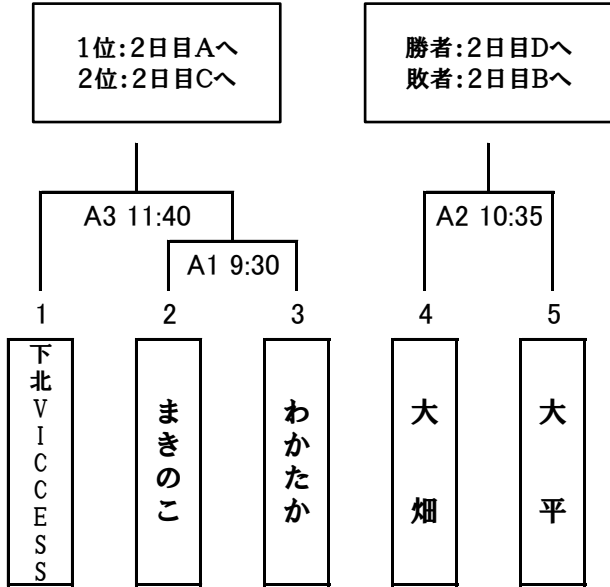 1位:2日目Aへ
2位:2日目Cへ
勝者:2日目Dへ
敗者:2日目Bへ
A3 11:40
A2 10:35
A1 9:30
1
2
3
4
5
下北VICCESS
まきのこ
わかたか
大畑
大平